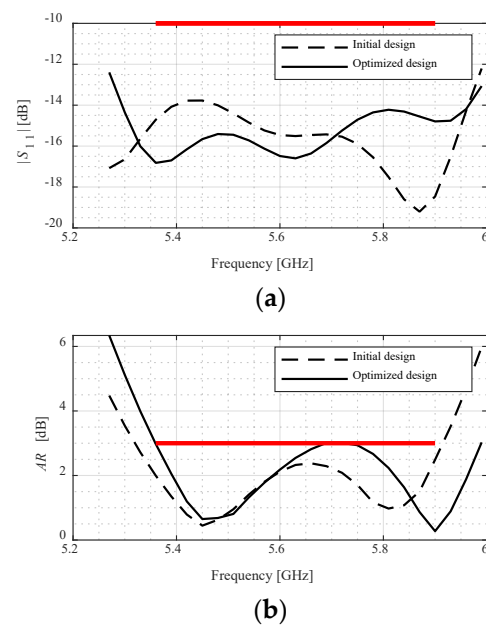 -10
-12
-14
-16
-18
-20
|S11| [dB]
Initial design
Optimized design
5.2 5.4 5.6 5.8 6
Frequency [GHz]
(a)
6
4
2
0
AR [dB]
Initial design
Optimized design
5.2 5.4 5.6 5.8 6
Frequency [GHz]
(b)